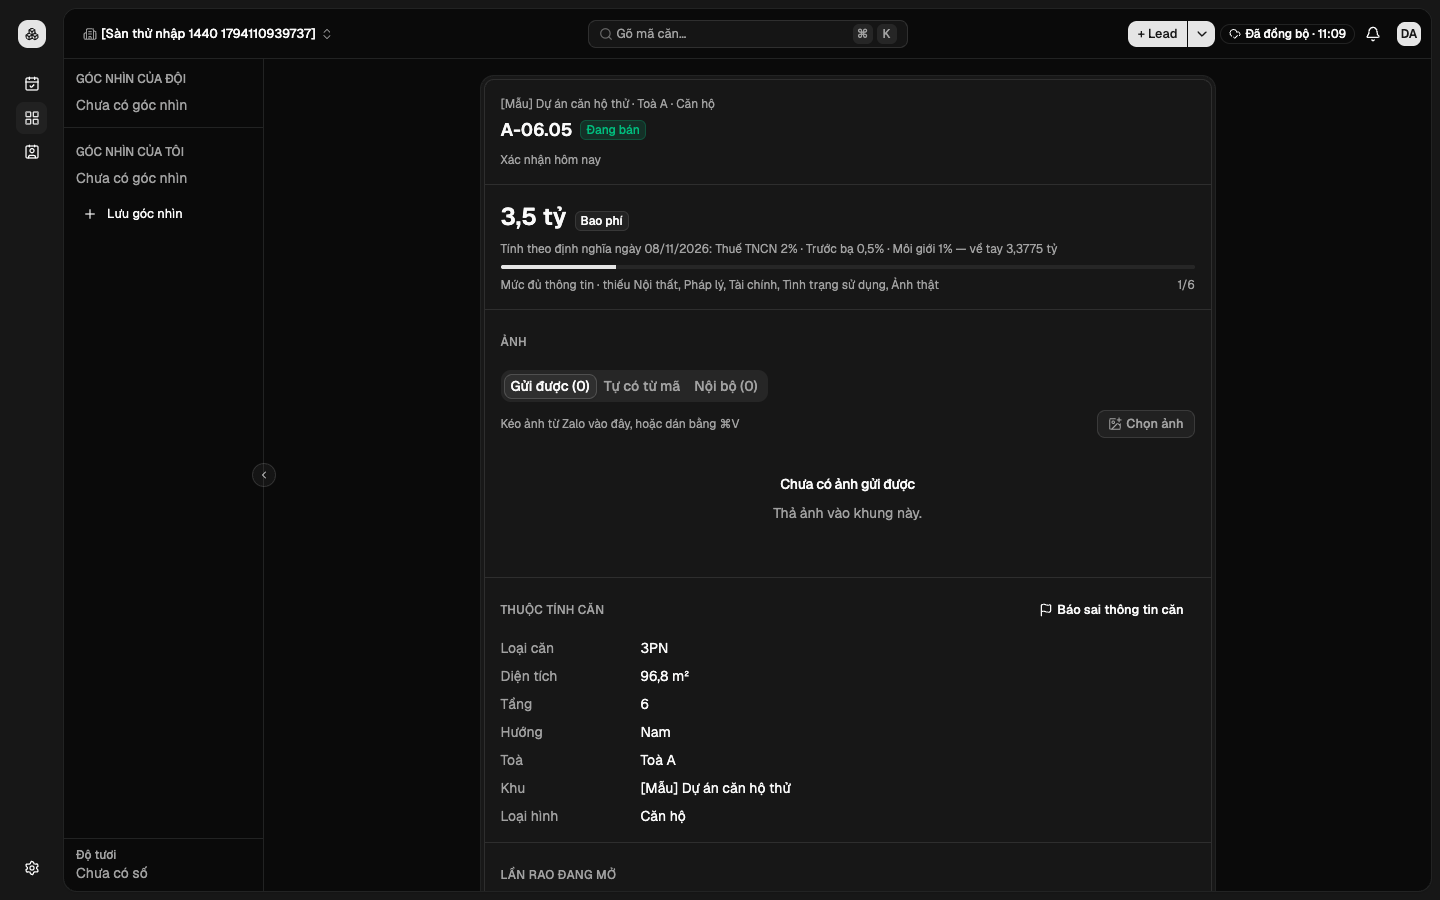 [Sàn thử nhập 1440 1794110939737]
Gõ mã căn...
⌘ K
+ Lead
Đã đồng bộ · 11:09
DA
GÓC NHÌN CỦA ĐỘI
Chưa có góc nhìn
GÓC NHÌN CỦA TÔI
Chưa có góc nhìn
Lưu góc nhìn
Độ tươi
Chưa có số
[Mẫu] Dự án căn hộ thử · Toà A · Căn hộ
A-06.05 Đang bán
Xác nhận hôm nay
3,5 tỷ Bao phí
Tính theo định nghĩa ngày 08/11/2026: Thuế TNCN 2% · Trước bạ 0,5% · Môi giới 1% — về tay 3,3775 tỷ
Mức đủ thông tin · thiếu Nội thất, Pháp lý, Tài chính, Tình trạng sử dụng, Ảnh thật 1/6
ẢNH
Gửi được (0) Tự có từ mã Nội bộ (0)
Kéo ảnh từ Zalo vào đây, hoặc dán bằng ⌘V
Chọn ảnh
Chưa có ảnh gửi được
Thả ảnh vào khung này.
THUỘC TÍNH CĂN
Báo sai thông tin căn
Loại căn 3PN
Diện tích 96,8 m²
Tầng 6
Hướng Nam
Toà Toà A
Khu [Mẫu] Dự án căn hộ thử
Loại hình Căn hộ
LẦN RAO ĐANG MỞ